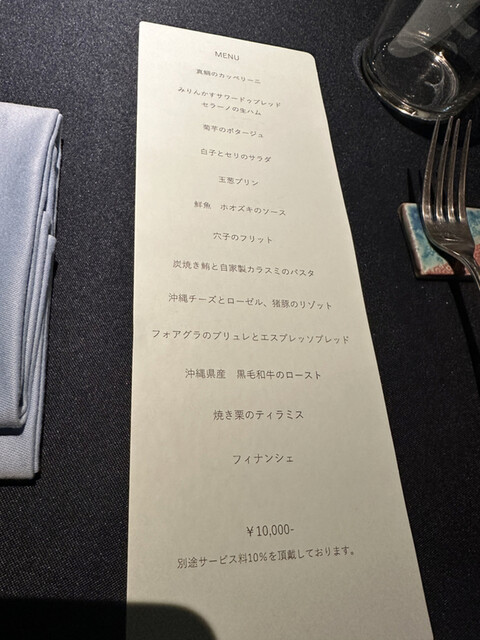 MENU
真鯛のカッペリーニ
みりんかすサワードゥブレッド
セラーノの生ハム
菊芋のポタージュ
白子とセリのサラダ
玉葱プリン
鮮魚　ホオズキのソース
穴子のフリット
炭焼き鮪と自家製カラスミのパスタ
沖縄チーズとローゼル、猪豚のリゾット
フォアグラのブリュレとエスプレッソブレッド
沖縄県産　黒毛和牛のロースト
焼き栗のティラミス
フィナンシェ
￥10,000-
別途サービス料10%を頂戴しております。